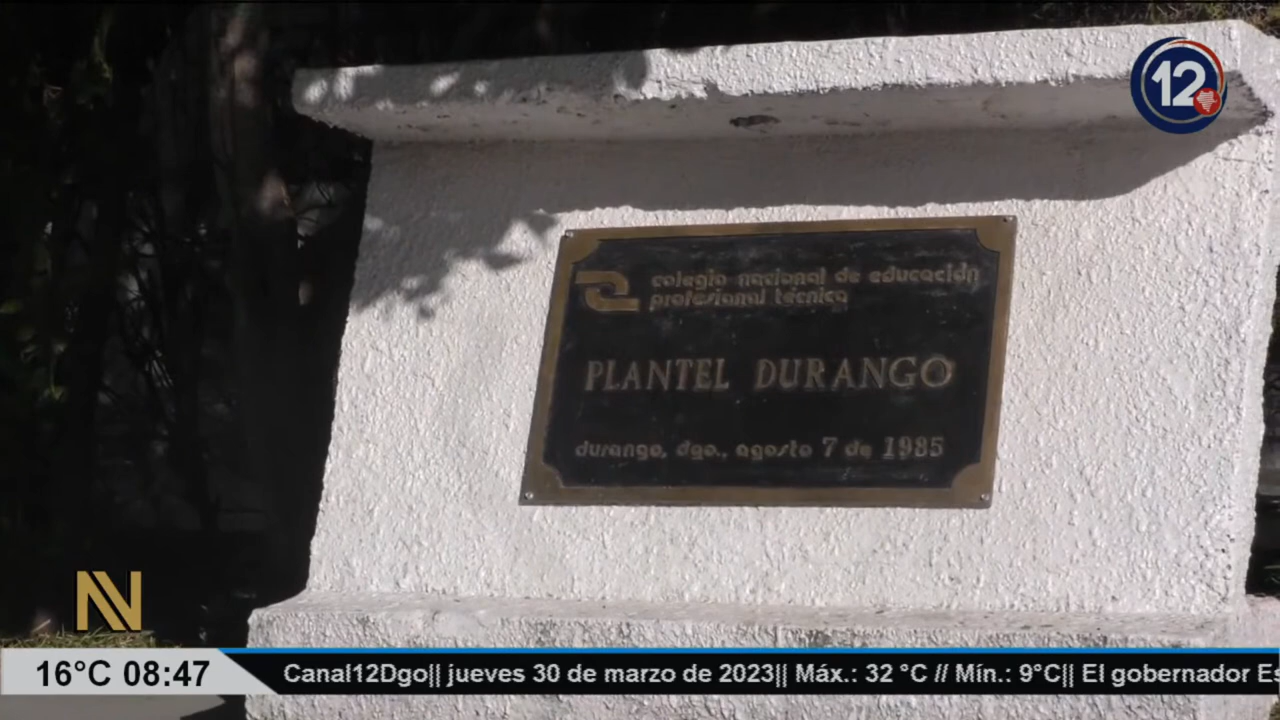 12
colegio nacional de educación
profesional técnica
PLANTEL DURANGO
durango, dgo., agosto 7 de 1985
N
16°C 08:47
Canal12Dgo|| jueves 30 de marzo de 2023|| Máx.: 32 °C // Mín.: 9°C|| El gobernador Es